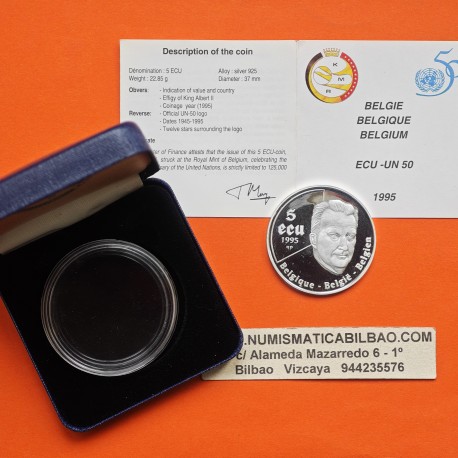 Description of the coin
Dénomination : 5 ECU
Alloy : silver 925
Weight : 22.85 g
Diameter : 37 mm
Obvers: - Indication of value and country
- Effigy of King Albert II
- Coinage year (1995)
Reverse: - Official UN-50 logo
- Dates 1945-1995
- Twelve stars surrounding the logo
of Finance attests that the issue of this 5 ECU-coin,
struck at the Royal Mint of Belgium, celebrating the
of the United Nations, is strictly limited to 125.000
K
M
R
50
BELGIE
BELGIQUE
BELGIUM
ECU -UN 50
1995
5
ecu
1995
Belgique - België - Belgien
.NUMISMATICABILBAO.COM
c/ Alameda Mazarredo 6 - 1º
Bilbao Vizcaya 944235576